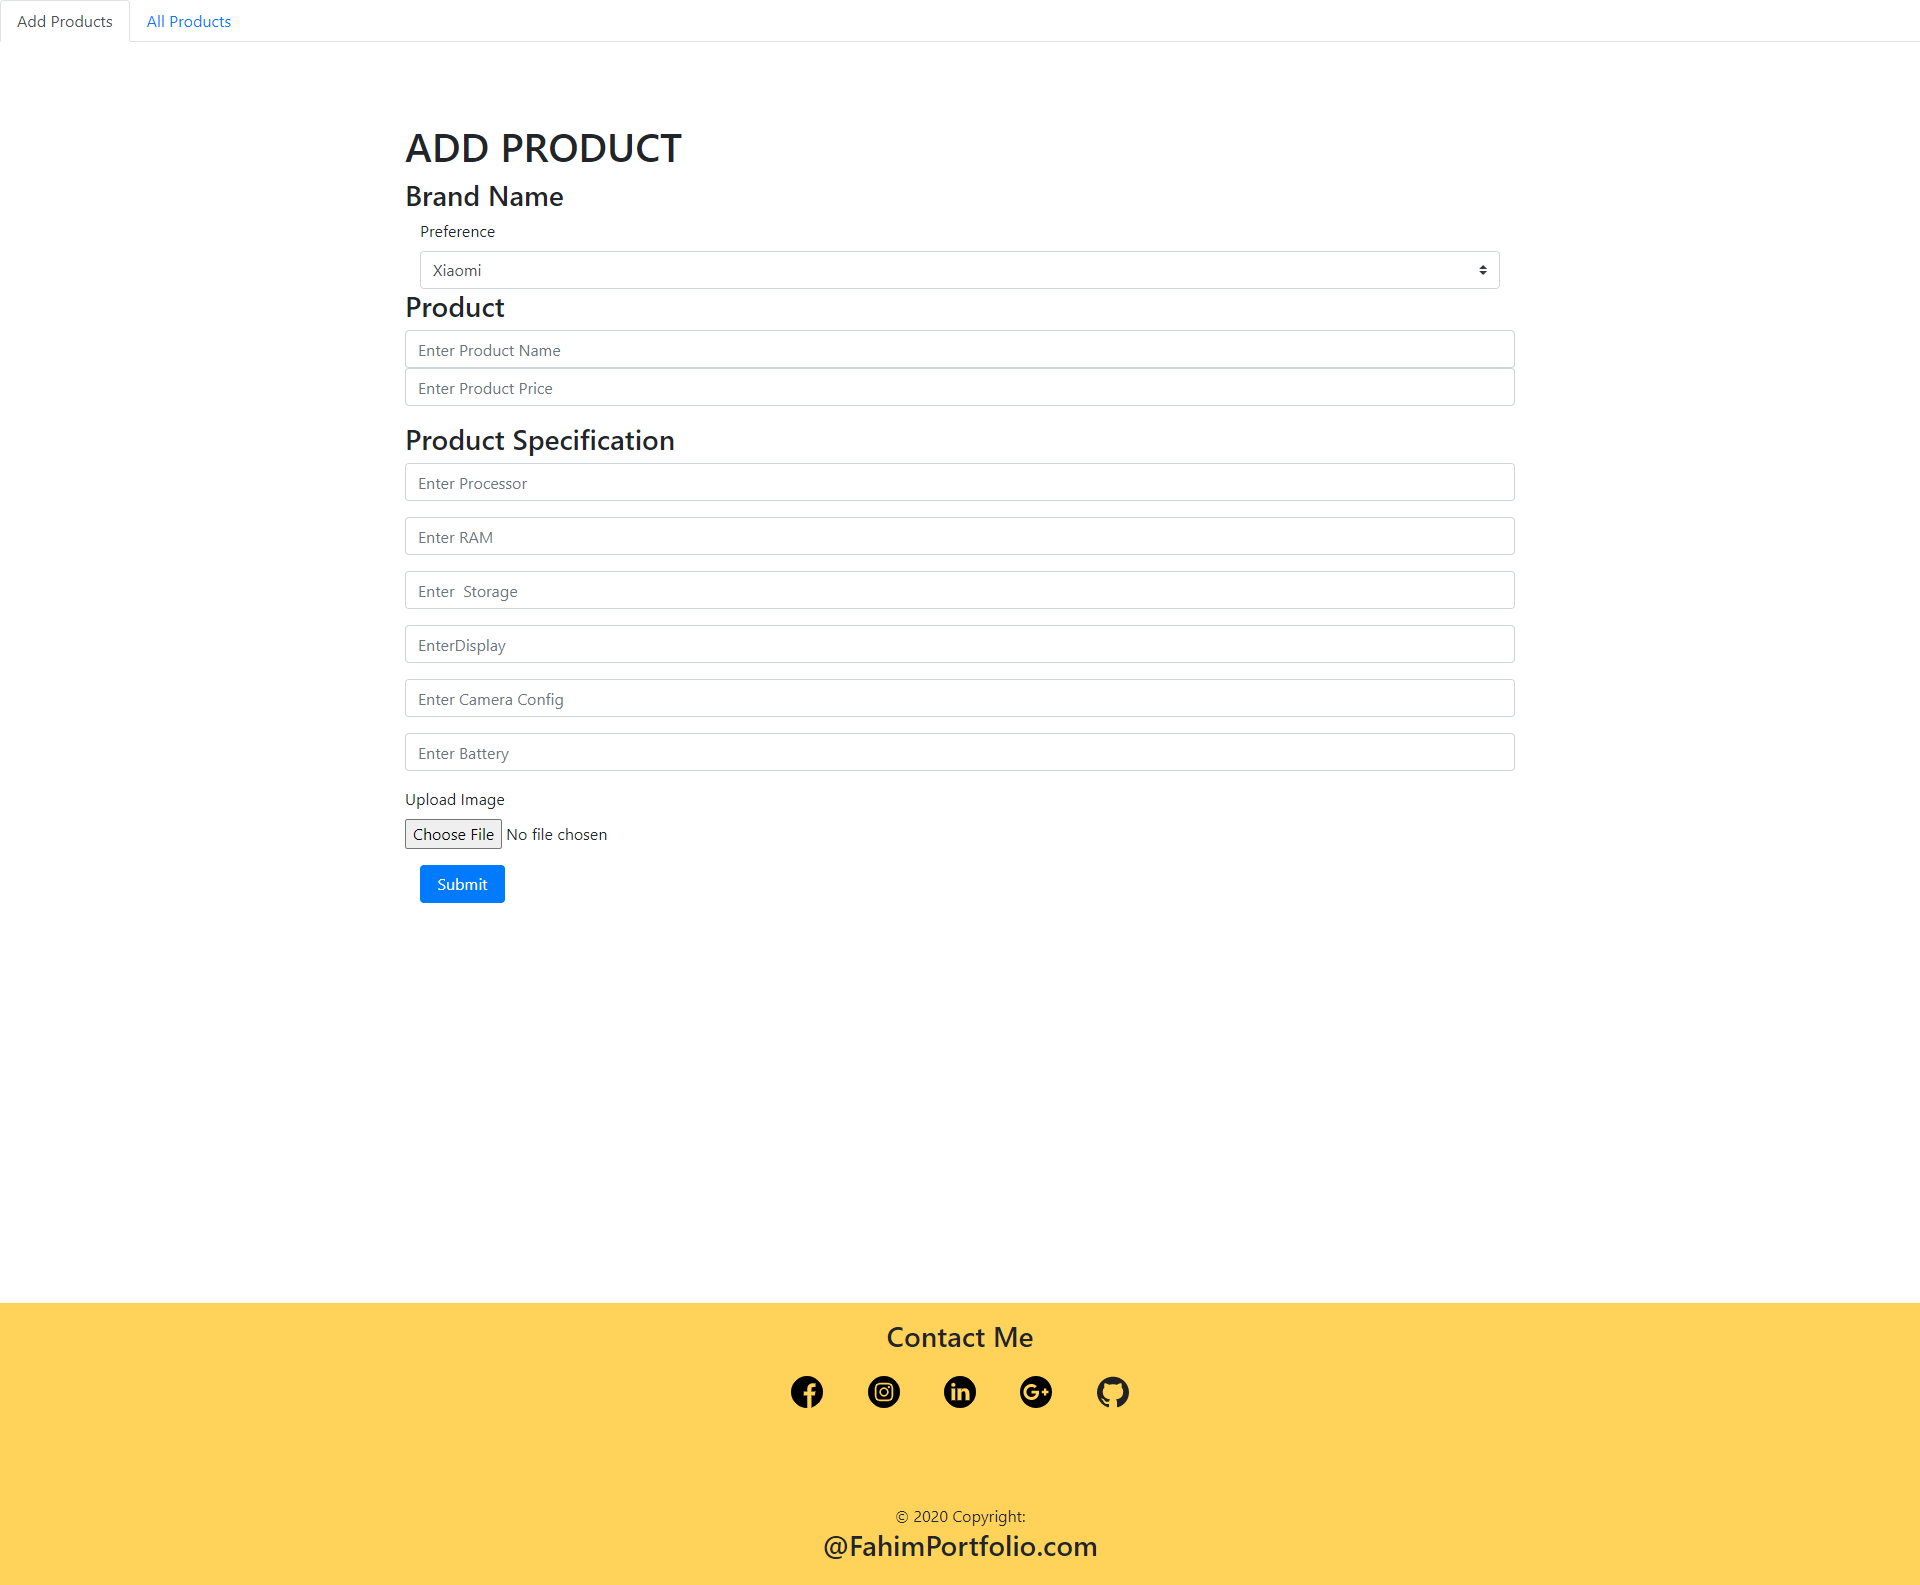 Add Products All Products
ADD PRODUCT
Brand Name
Preference
Xiaomi
Product
Enter Product Name
Enter Product Price
Product Specification
Enter Processor
Enter RAM
Enter  Storage
EnterDisplay
Enter Camera Config
Enter Battery
Upload Image
Choose File No file chosen
Submit
Contact Me
© 2020 Copyright:
@FahimPortfolio.com